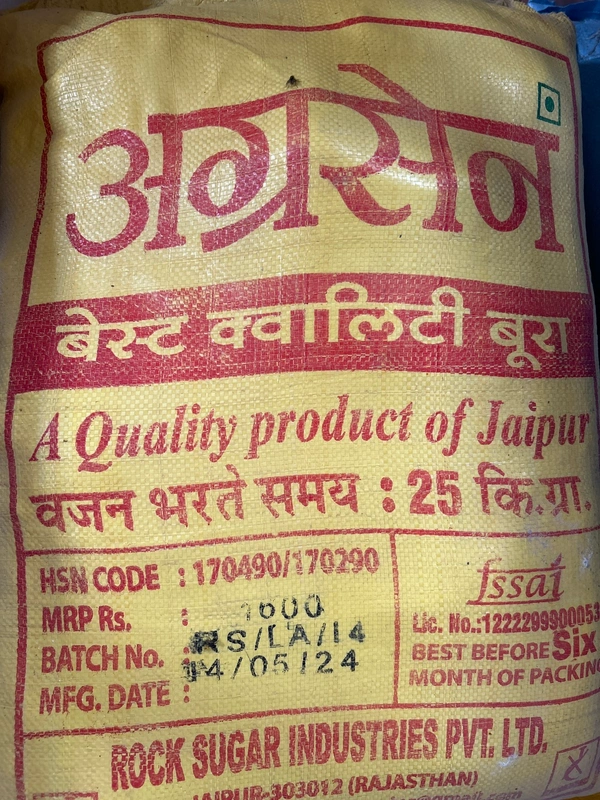 अग्रसेन
बेस्ट क्वालिटी बूरा
A Quality product of Jaipur
वजन भरते समय : 25 कि.ग्रा.
HSN CODE : 170490/170290
MRP Rs. : 1600
BATCH No. : RS/LA/14
MFG. DATE : 14/05/24
fssai
Lic. No.:12222999000053
BEST BEFORE Six
MONTH OF PACKING
ROCK SUGAR INDUSTRIES PVT. LTD.
JAIPUR-303012 (RAJASTHAN)